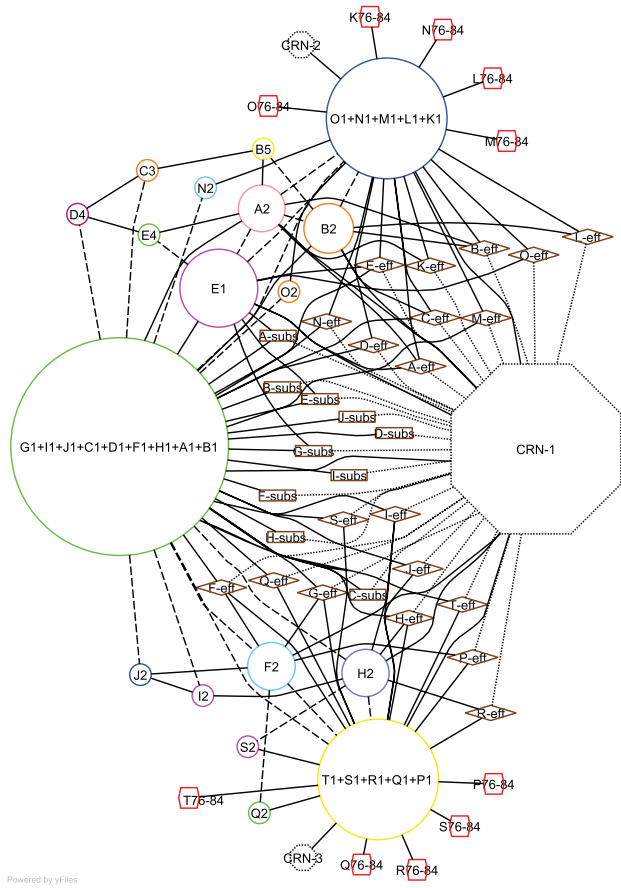 K76-84
N76-84
CRN-2
L76-84
O76-84
O1+N1+M1+L1+K1
M76-84
B5
C3
N2
A2
D4
B2
E4
L-eff
B-eff
O-eff
E-eff
K-eff
E1
O2
N-eff
C-eff
M-eff
A-subs
D-eff
A-eff
B-subs
E-subs
J-subs
D-subs
G1+I1+J1+C1+D1+F1+H1+A1+B1
G-subs
CRN-1
I-subs
F-subs
S-eff
I-eff
H-subs
J-eff
F-eff
Q-eff
G-eff
C-subs
T-eff
H-eff
P-eff
F2
H2
J2
I2
R-eff
S2
T1+S1+R1+Q1+P1
P76-84
T76-84
Q2
S76-84
CRN-3
Q76-84
R76-84
Powered by yFiles